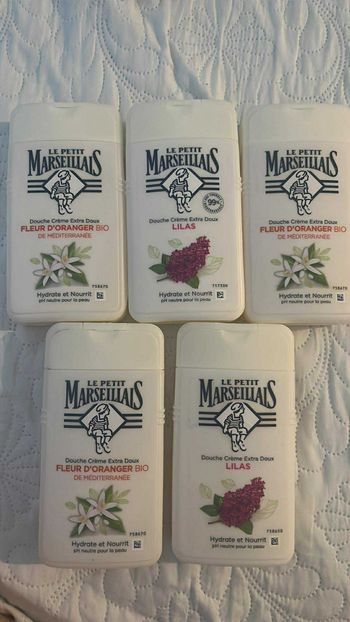 LE PETIT
MARSEILLAIS
Douche Crème Extra Doux
FLEUR D'ORANGER BIO
DE MÉDITERRANÉE
Hydrate et Nourrit
pH neutre pour la peau
LE PETIT
MARSEILLAIS
99%
Douche Crème Extra Doux
LILAS
Hydrate et Nourrit
pH neutre pour la peau
LE PETIT
MARSEILLAIS
Douche Crème Extra Doux
FLEUR D'ORANGER BIO
DE MÉDITERRANÉE
Hydrate et Nourrit
pH neutre pour la peau
LE PETIT
MARSEILLAIS
Douche Crème Extra Doux
FLEUR D'ORANGER BIO
DE MÉDITERRANÉE
Hydrate et Nourrit
pH neutre pour la peau
LE PETIT
MARSEILLAIS
Douche Crème Extra Doux
LILAS
Hydrate et Nourrit
pH neutre pour la peau